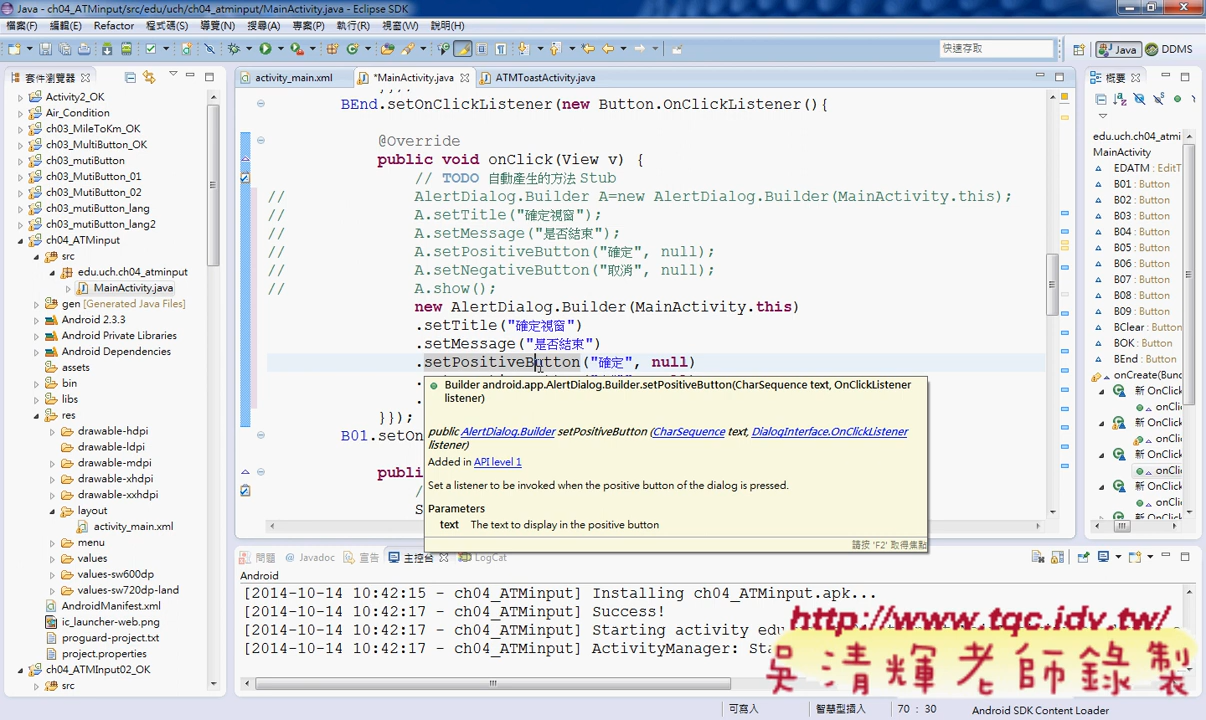 Java - ch04_ATMinput/src/edu/uch/ch04_atminput/MainActivity.java - Eclipse SDK
檔案(F) 編輯(E) Refactor 程式碼(S) 導覽(N) 搜尋(A) 專案(P) 執行(R) 視窗(W) 說明(H)
快速存取 Java DDMS
套件瀏覽器 activity_main.xml *MainActivity.java ATMToastActivity.java 概要
Activity2_OK
Air_Condition
ch03_MileToKm_OK
ch03_MultiButton_OK
ch03_mutiButton
ch03_mutiButton_01
ch03_mutiButton_02
ch03_mutiButton_lang
ch03_mutiButton_lang2
ch04_ATMinput
src
edu.uch.ch04_atminput
MainActivity.java
gen [Generated Java Files]
Android 2.3.3
Android Private Libraries
Android Dependencies
assets
bin
libs
res
drawable-hdpi
drawable-ldpi
drawable-mdpi
drawable-xhdpi
drawable-xxhdpi
layout
activity_main.xml
menu
values
values-sw600dp
values-sw720dp-land
AndroidManifest.xml
ic_launcher-web.png
proguard-project.txt
project.properties
ch04_ATMInput02_OK
src
BEnd.setOnClickListener(new Button.OnClickListener(){
@Override
public void onClick(View v) {
// TODO 自動產生的方法 Stub
// AlertDialog.Builder A=new AlertDialog.Builder(MainActivity.this);
// A.setTitle("確定視窗");
// A.setMessage("是否結束");
// A.setPositiveButton("確定", null);
// A.setNegativeButton("取消", null);
// A.show();
new AlertDialog.Builder(MainActivity.this)
.setTitle("確定視窗")
.setMessage("是否結束")
.setPositiveButton("確定", null)
}});
B01.setOn
public
Builder android.app.AlertDialog.Builder.setPositiveButton(CharSequence text, OnClickListener
listener)
public AlertDialog.Builder setPositiveButton (CharSequence text, DialogInterface.OnClickListener
listener)
Added in API level 1
Set a listener to be invoked when the positive button of the dialog is pressed.
Parameters
text The text to display in the positive button
請按 'F2' 取得焦點
edu.uch.ch04_atmi
MainActivity
EDATM : EditT
B01 : Button
B02 : Button
B03 : Button
B04 : Button
B05 : Button
B06 : Button
B07 : Button
B08 : Button
B09 : Button
BClear : Button
BOK : Button
BEnd : Button
onCreate(Bund
新 OnClick
onCli
新 OnClick
onCli
新 OnClick
onCli
新 OnClick
onCli
新 OnClick
問題 @ Javadoc 宣告 主控台 LogCat
Android
[2014-10-14 10:42:15 - ch04_ATMinput] Installing ch04_ATMinput.apk...
[2014-10-14 10:42:17 - ch04_ATMinput] Success!
[2014-10-14 10:42:17 - ch04_ATMinput] Starting activity edu
[2014-10-14 10:42:17 - ch04_ATMinput] ActivityManager: Sta
http://www.tqc.idv.tw/
吳清輝老師錄製
可寫入 智慧型插入 70 : 30 Android SDK Content Loader